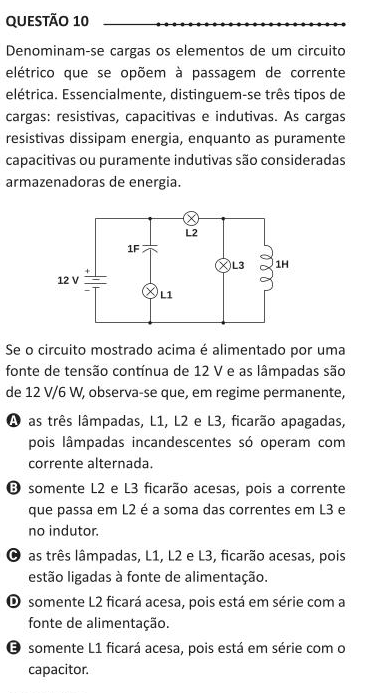 QUESTÃO 10
Denominam-se cargas os elementos de um circuito
elétrico que se opõem à passagem de corrente
elétrica. Essencialmente, distinguem-se três tipos de
cargas: resistivas, capacitivas e indutivas. As cargas
resistivas dissipam energia, enquanto as puramente
capacitivas ou puramente indutivas são consideradas
armazenadoras de energia.
L2
1F
L3
1H
12 V
+
–
L1
Se o circuito mostrado acima é alimentado por uma
fonte de tensão contínua de 12 V e as lâmpadas são
de 12 V/6 W, observa-se que, em regime permanente,
A as três lâmpadas, L1, L2 e L3, ficarão apagadas,
pois lâmpadas incandescentes só operam com
corrente alternada.
B somente L2 e L3 ficarão acesas, pois a corrente
que passa em L2 é a soma das correntes em L3 e
no indutor.
C as três lâmpadas, L1, L2 e L3, ficarão acesas, pois
estão ligadas à fonte de alimentação.
D somente L2 ficará acesa, pois está em série com a
fonte de alimentação.
E somente L1 ficará acesa, pois está em série com o
capacitor.